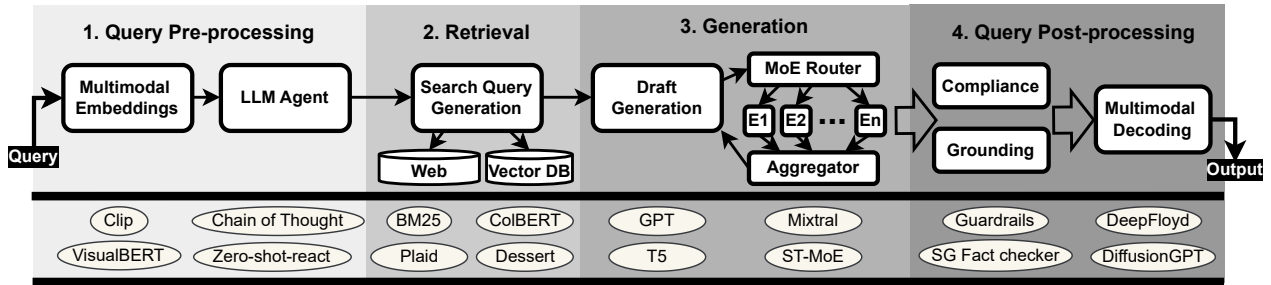 1. Query Pre-processing
2. Retrieval
3. Generation
4. Query Post-processing
Query
Multimodal
Embeddings
LLM Agent
Search Query
Generation
Web
Vector DB
Draft
Generation
MoE Router
E1
E2
...
En
Aggregator
Compliance
Grounding
Multimodal
Decoding
Output
Clip
Chain of Thought
BM25
ColBERT
GPT
Mixtral
Guardrails
DeepFloyd
VisualBERT
Zero-shot-react
Plaid
Dessert
T5
ST-MoE
SG Fact checker
DiffusionGPT